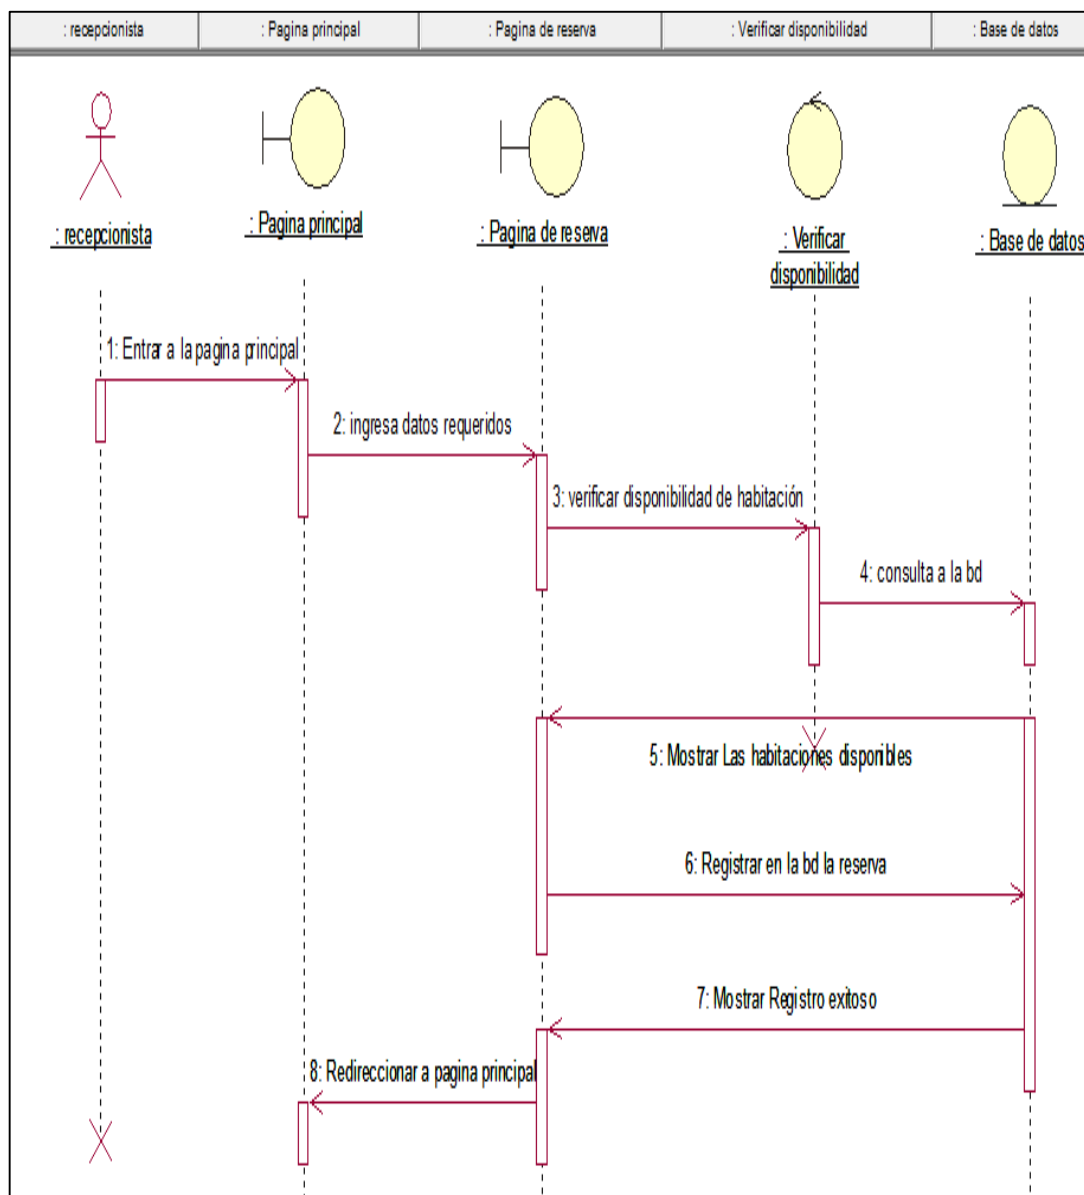 : recepcionista
: Pagina principal
: Pagina de reserva
: Verificar disponibilidad
: Base de datos
: recepcionista
: Pagina principal
: Pagina de reserva
: Verificar
disponibilidad
: Base de datos
1: Entrar a la pagina principal
2: ingresa datos requeridos
3: verificar disponibilidad de habitación
4: consulta a la bd
5: Mostrar Las habitaciones disponibles
6: Registrar en la bd la reserva
7: Mostrar Registro exitoso
8: Redireccionar a pagina principal